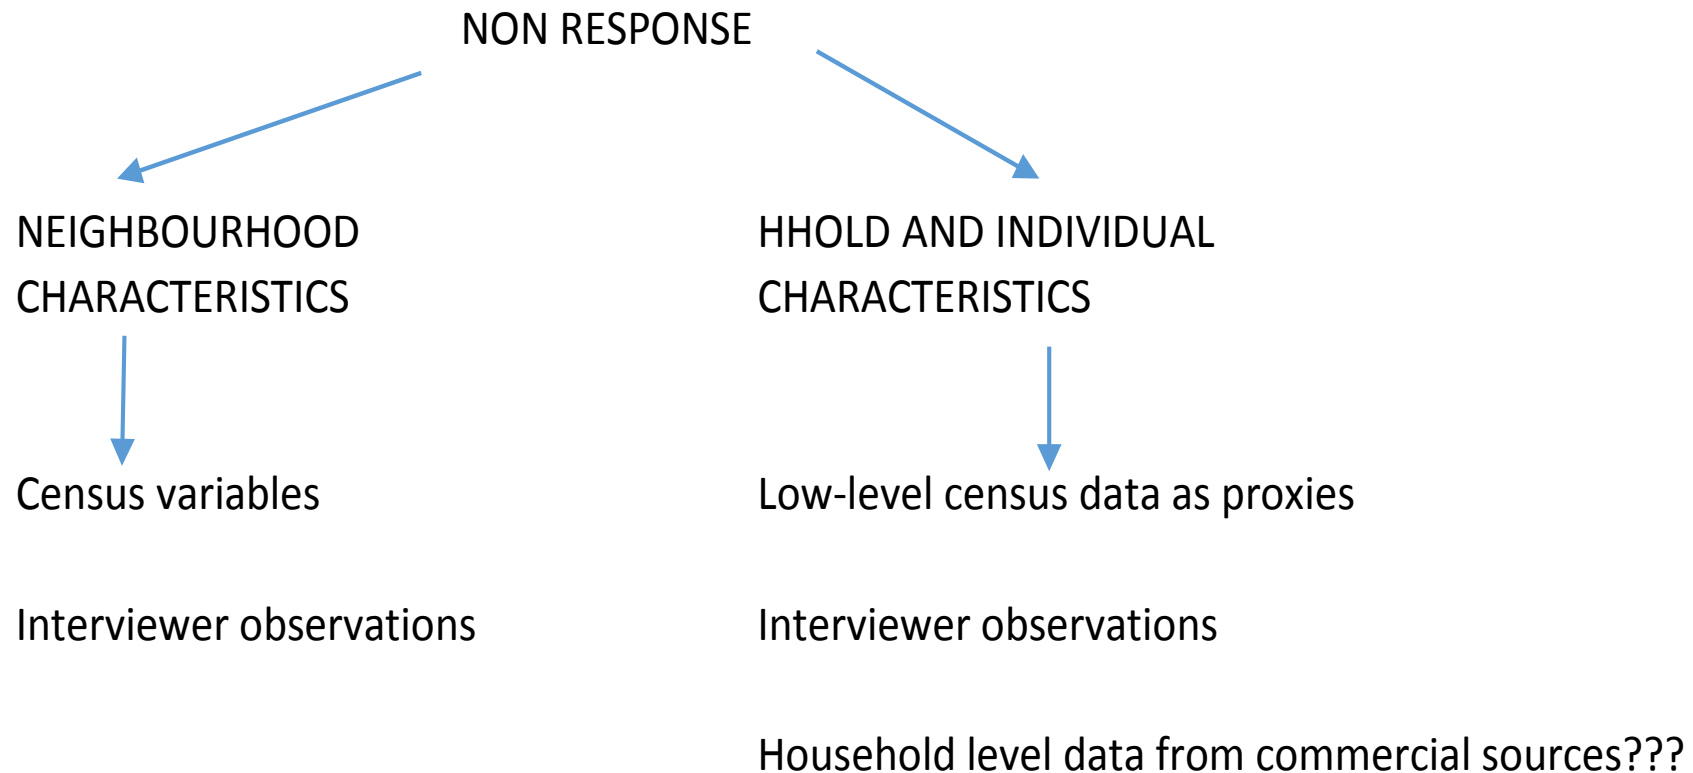 NON RESPONSE
NEIGHBOURHOOD
CHARACTERISTICS
HHOLD AND INDIVIDUAL
CHARACTERISTICS
Census variables
Interviewer observations
Low-level census data as proxies
Interviewer observations
Household level data from commercial sources???